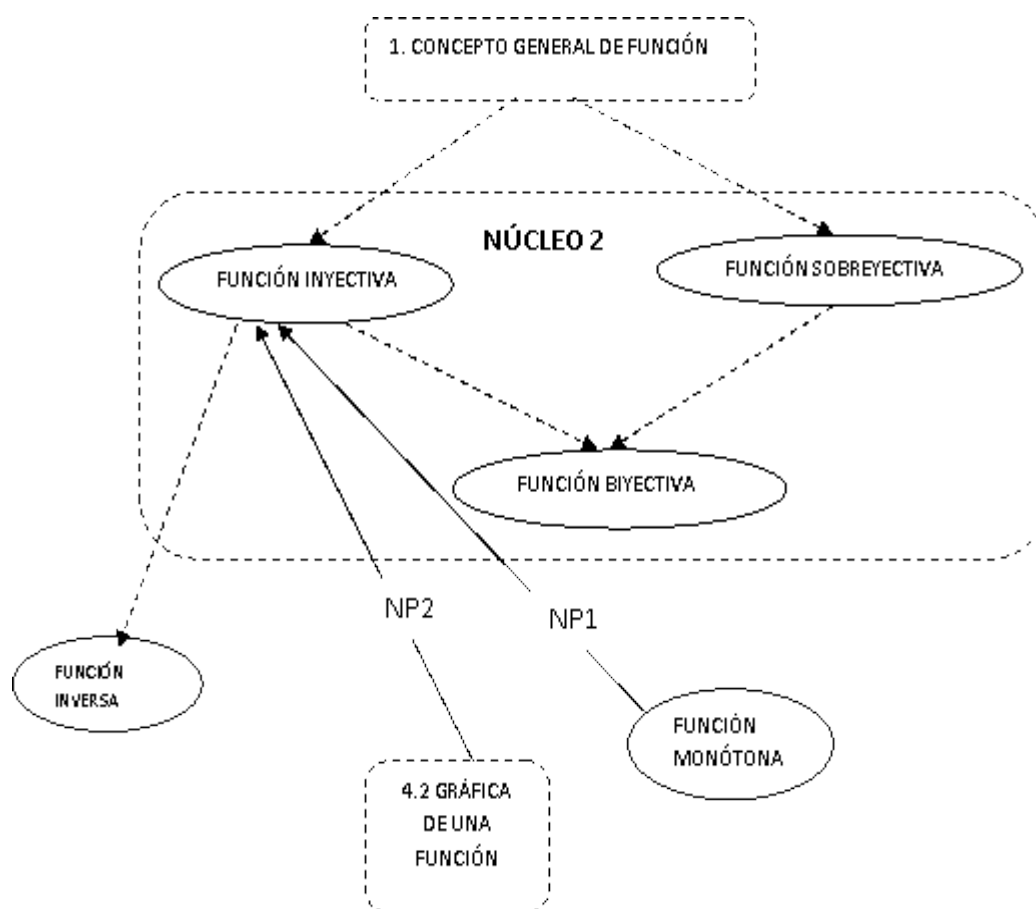 1. CONCEPTO GENERAL DE FUNCIÓN
NÚCLEO 2
FUNCIÓN INYECTIVA
FUNCIÓN SOBREYECTIVA
FUNCIÓN BIYECTIVA
NP2
NP1
FUNCIÓN
INVERSA
FUNCIÓN
MONÓTONA
4.2 GRÁFICA
DE UNA
FUNCIÓN